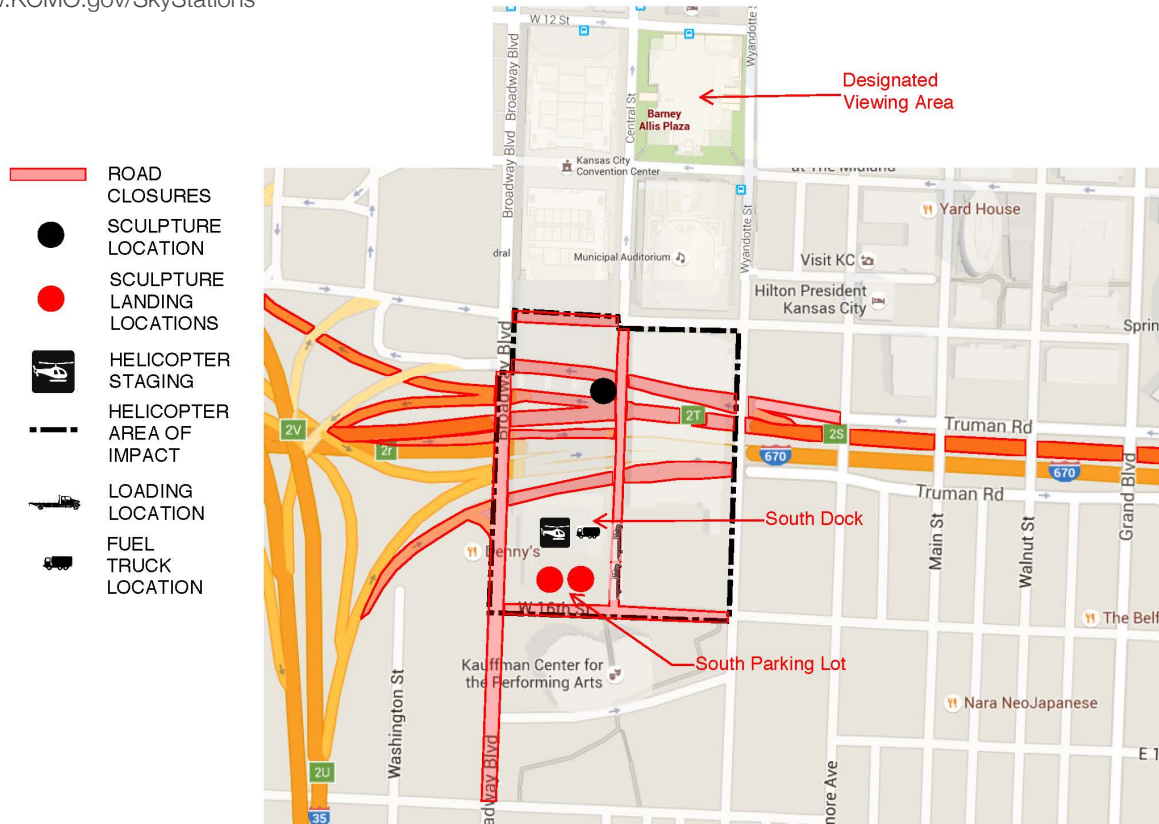 w.KCMO.gov/SkyStations
W 12 St
Broadway Blvd
Central St
Wyandotte S
Designated
Viewing Area
Barney
Allis Plaza
Broadway Blvd
Kansas City
Convention Center
at The Midland
ROAD
CLOSURES
SCULPTURE
LOCATION
SCULPTURE
LANDING
LOCATIONS
HELICOPTER
STAGING
HELICOPTER
AREA OF
IMPACT
LOADING
LOCATION
FUEL
TRUCK
LOCATION
Yard House
Wyandotte St
dral
Municipal Auditorium
Visit KC
Hilton President
Kansas City
Sprin
Broadway Blvd
2V
2r
2T
2S
Truman Rd
670
670
Truman Rd
Grand Blvd
Main St
Walnut St
South Dock
Denny's
W 16th St
The Belf
Kauffman Center for
the Performing Arts
South Parking Lot
Washington St
Nara NeoJapanese
E 1
2U
35
adway Blvd
more Ave